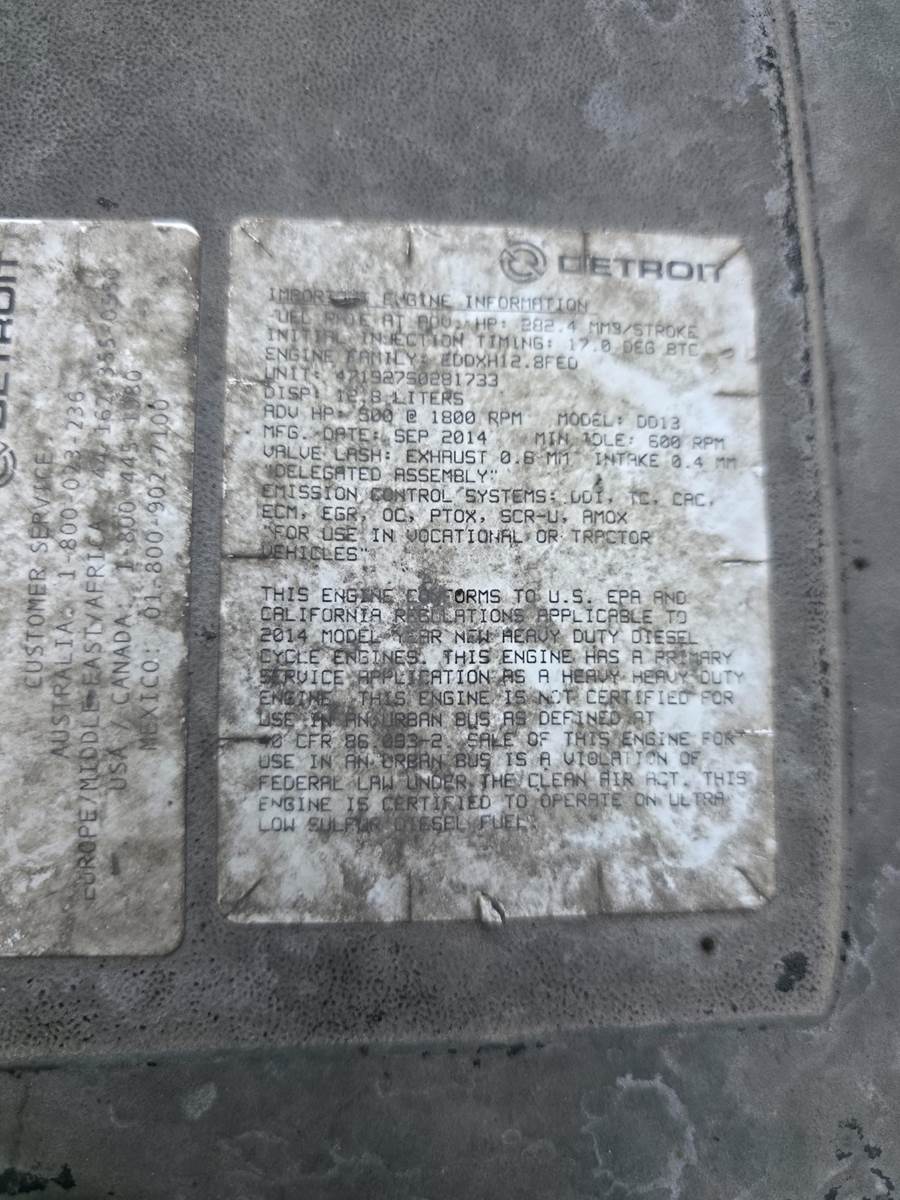 DETROIT
IMPORTANT ENGINE INFORMATION
FUEL RATE AT ADV. HP: 282.4 MM3/STROKE
INITIAL INJECTION TIMING: 17.0 DEG BTC
ENGINE FAMILY: EDDXH12.8FED
UNIT: 471927S0281733
DISP: 12.8 LITERS
ADV HP: 500 @ 1800 RPM MODEL: DD13
MFG. DATE: SEP 2014 MIN IDLE: 600 RPM
VALVE LASH: EXHAUST 0.6 MM INTAKE 0.4 MM
"DELEGATED ASSEMBLY"
EMISSION CONTROL SYSTEMS: DDI, TC, CAC,
ECM, EGR, OC, PTOX, SCR-U, AMOX
"FOR USE IN VOCATIONAL OR TRACTOR
VEHICLES"
THIS ENGINE CONFORMS TO U.S. EPA AND
CALIFORNIA REGULATIONS APPLICABLE TO
2014 MODEL YEAR NEW HEAVY DUTY DIESEL
CYCLE ENGINES. THIS ENGINE HAS A PRIMARY
SERVICE APPLICATION AS A HEAVY HEAVY DUTY
ENGINE. THIS ENGINE IS NOT CERTIFIED FOR
USE IN AN URBAN BUS AS DEFINED AT
40 CFR 86.093-2. SALE OF THIS ENGINE FOR
USE IN AN URBAN BUS IS A VIOLATION OF
FEDERAL LAW UNDER THE CLEAN AIR ACT. THIS
ENGINE IS CERTIFIED TO OPERATE ON ULTRA
LOW SULFUR DIESEL FUEL.
DETROIT
CUSTOMER SERVICE
AUSTRALIA: 1-800-023-236
EUROPE/MIDDLE-EAST/AFRICA:
USA / CANADA: 1-800-445-1980
MEXICO: 01-800-902-7100